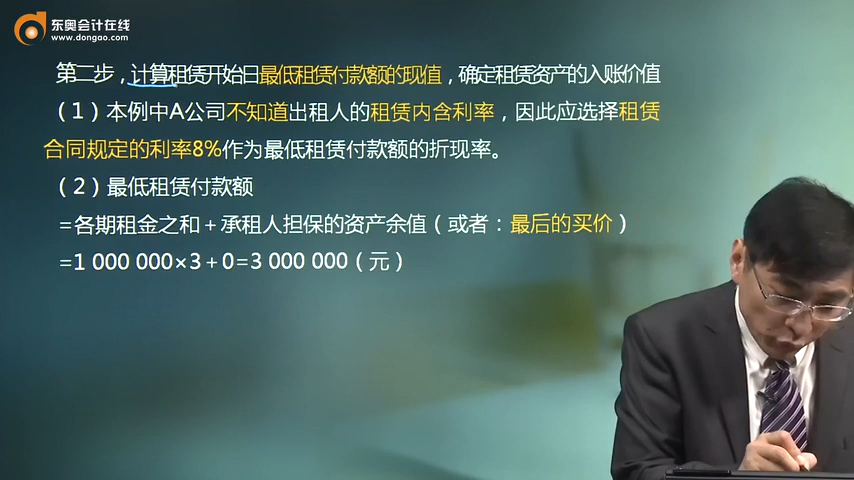 东奥会计在线
www.dongao.com
第二步，计算租赁开始日最低租赁付款额的现值，确定租赁资产的入账价值
（1）本例中A公司不知道出租人的租赁内含利率，因此应选择租赁
合同规定的利率8%作为最低租赁付款额的折现率。
（2）最低租赁付款额
=各期租金之和＋承租人担保的资产余值（或者：最后的买价）
=1 000 000×3＋0=3 000 000（元）